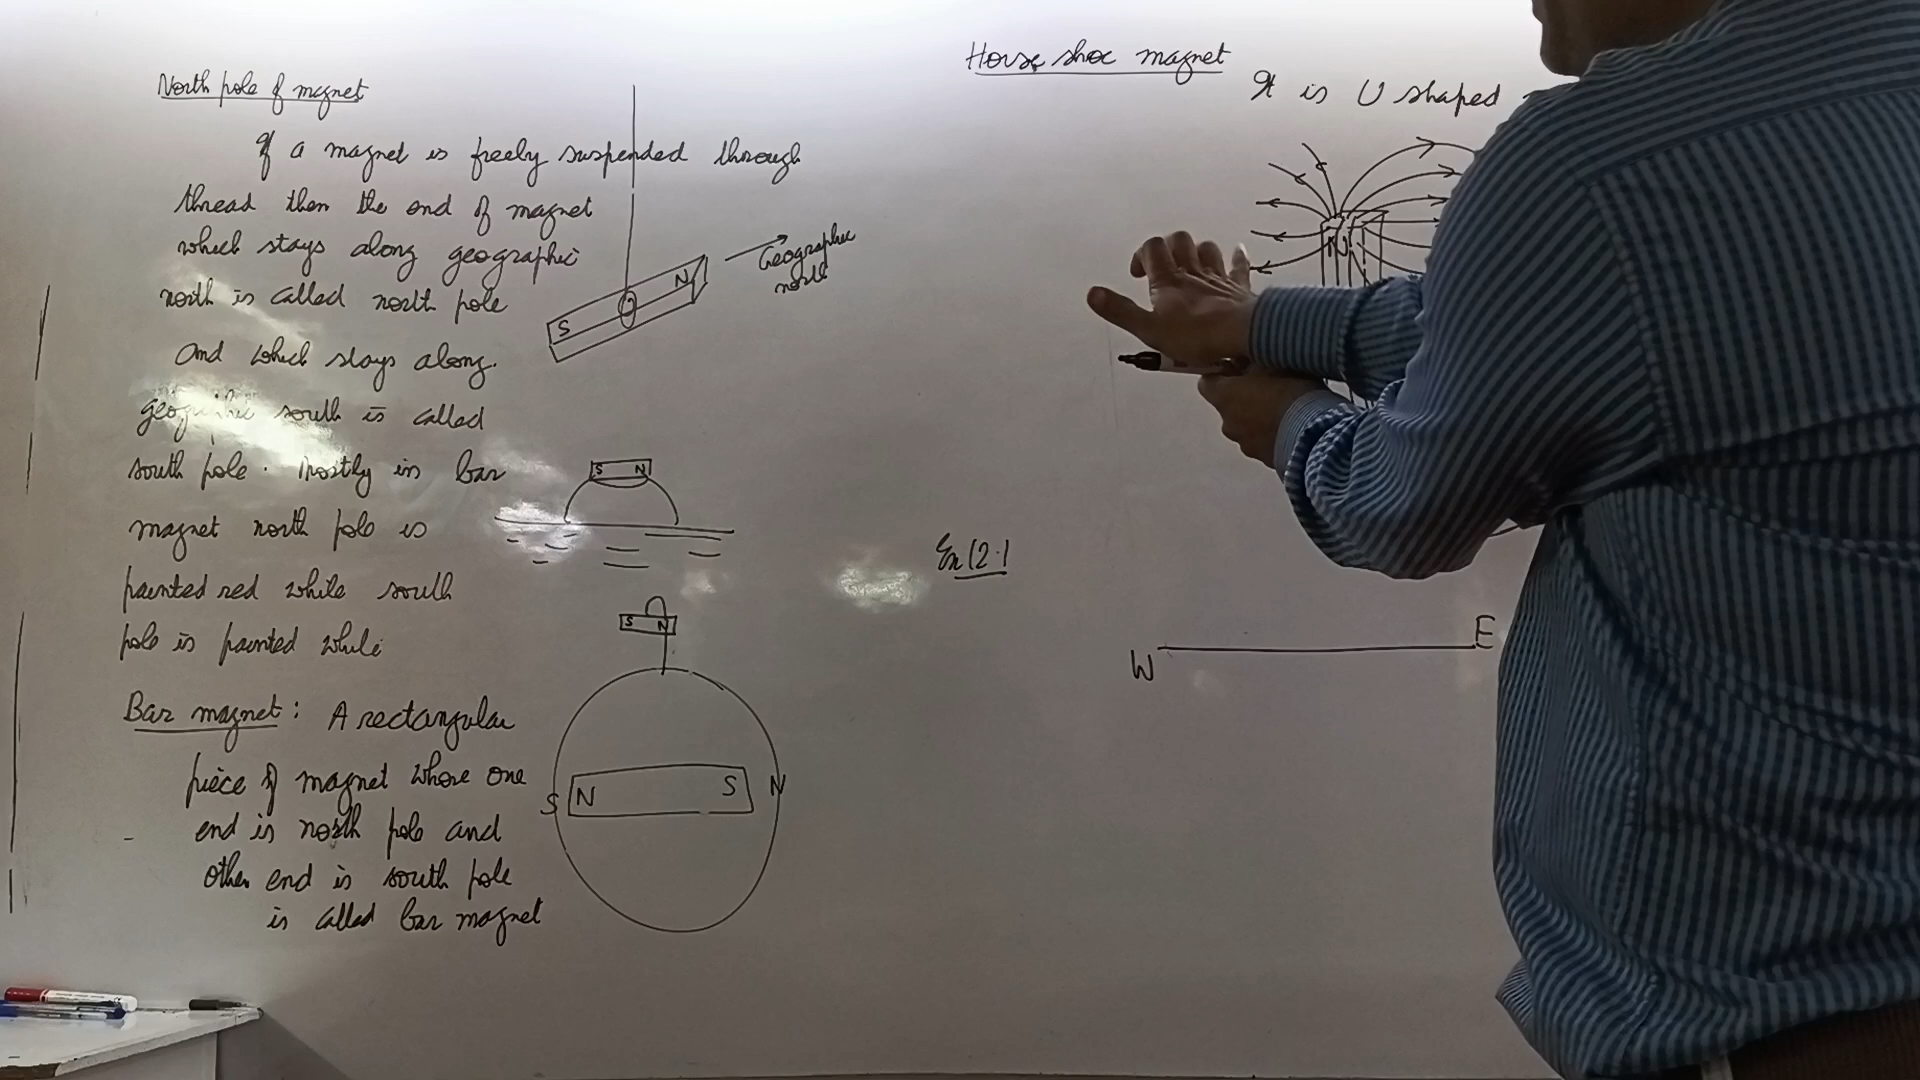 North pole of magnet
If a magnet is freely suspended through
thread then the end of magnet
which stays along geographic
north is called north pole
And which stays along
geographic south is called
south pole. Mostly in bar
magnet north pole is
painted red while south
pole is painted while
Bar magnet: A rectangular
piece of magnet whose one
end is north pole and
other end is south pole
is called bar magnet
S N
Geographic
north
S N
S N
S N S N
Horse shoe magnet
It is U shaped
N
Ex 12.1
W E